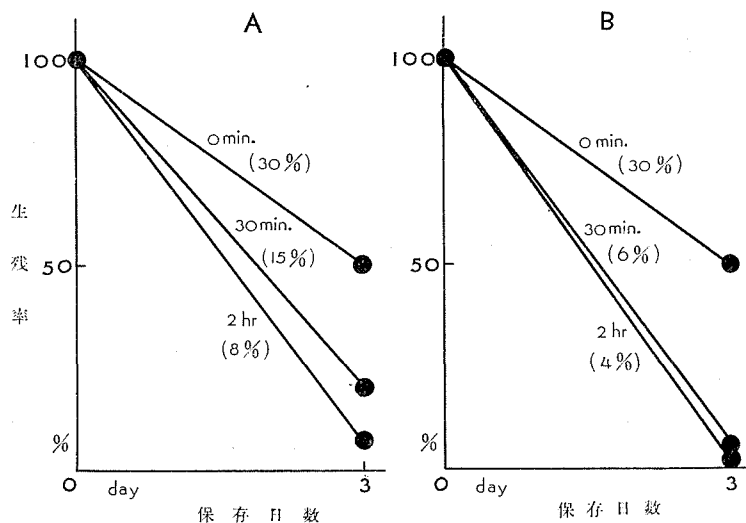 A
100
0 min.
(30%)
30 min.
(15%)
50
2 hr
(8%)
生残率
%
0
day
3
保存日数
B
100
0 min.
(30%)
30 min.
(6%)
50
2 hr
(4%)
%
0
day
3
保存日数